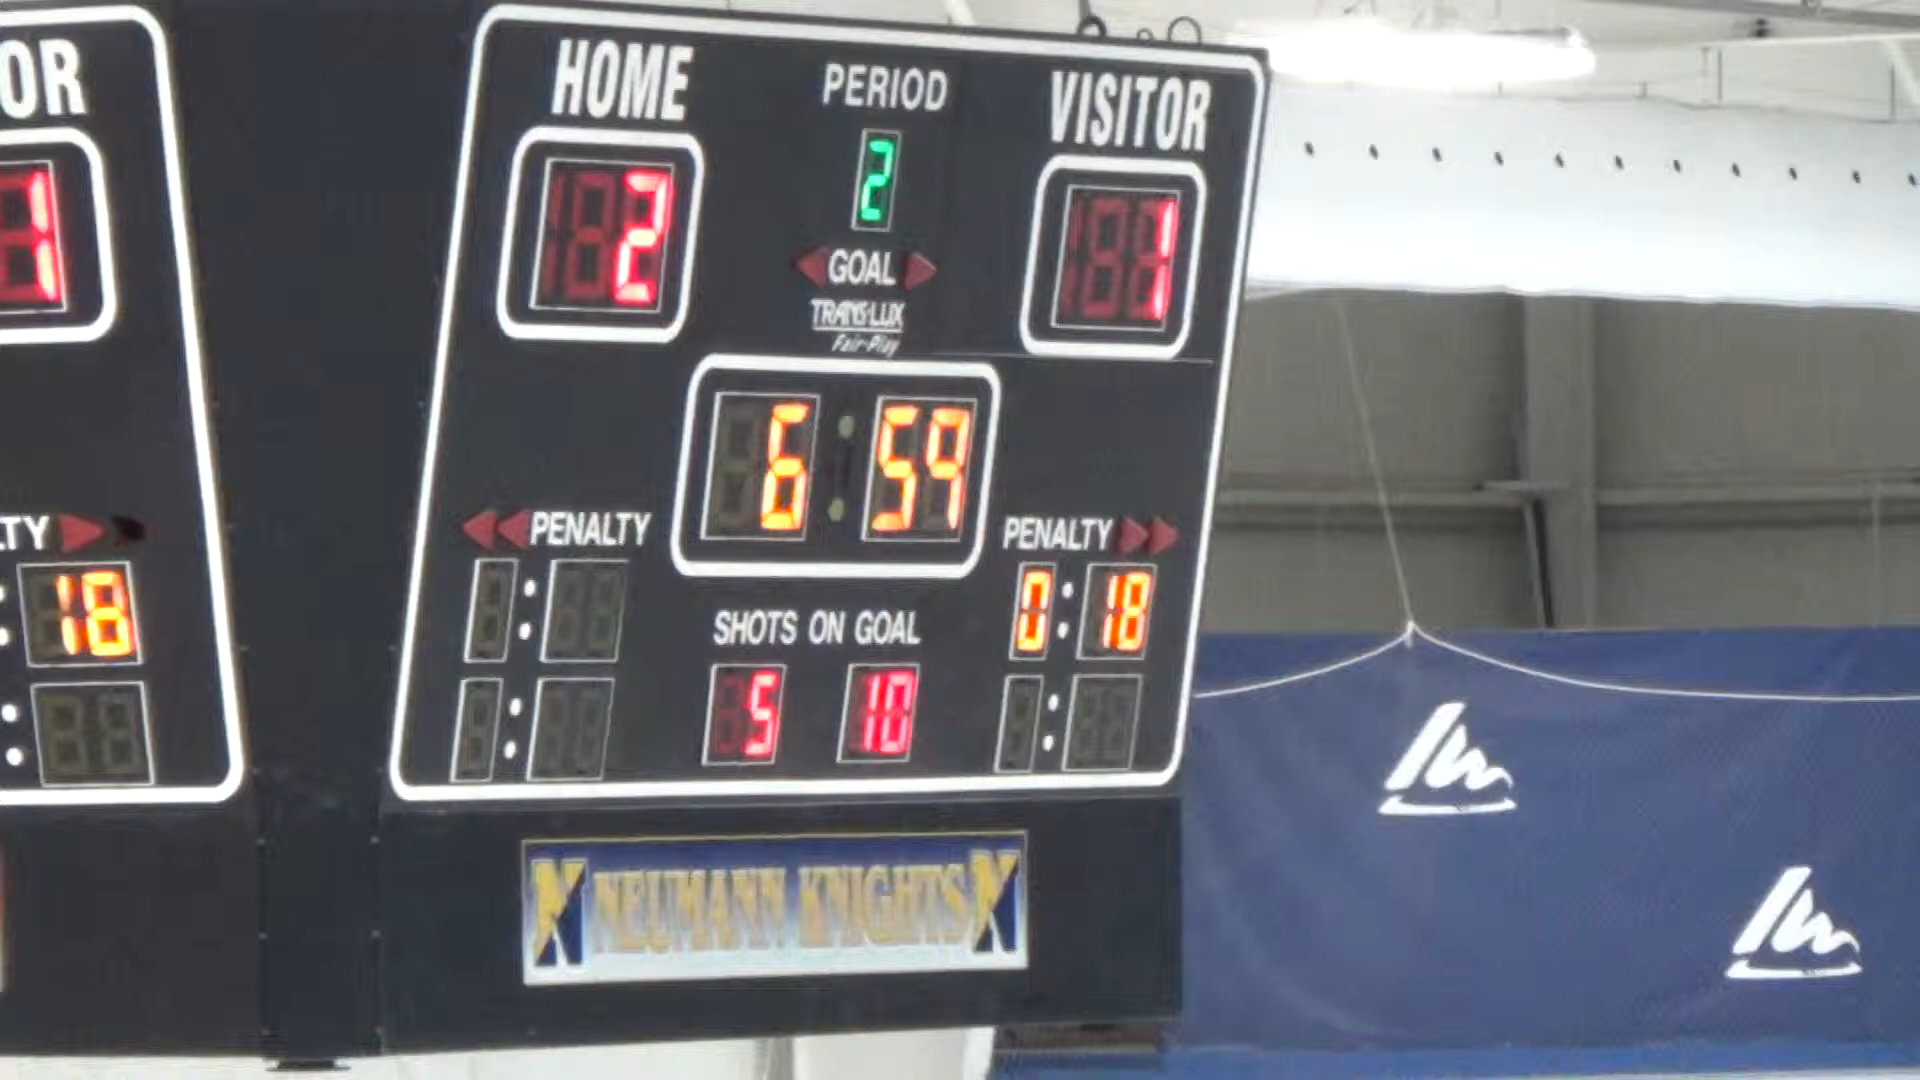 OR
1
LTY
18
HOME PERIOD VISITOR
2 2 1
GOAL
TRANS-LUX
Fair-Play
6:59
PENALTY PENALTY
0:18
SHOTS ON GOAL
5 10
N NEUMANN KNIGHTS N